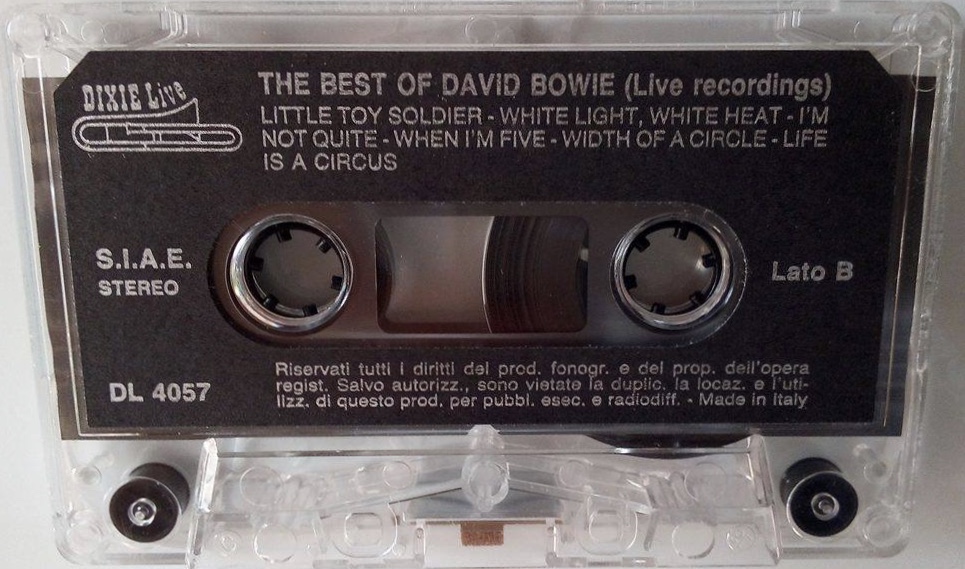 DIXIE Live
THE BEST OF DAVID BOWIE (Live recordings)
LITTLE TOY SOLDIER - WHITE LIGHT, WHITE HEAT - I'M
NOT QUITE - WHEN I'M FIVE - WIDTH OF A CIRCLE - LIFE
IS A CIRCUS
S.I.A.E.
STEREO
Lato B
DL 4057
Riservati tutti i diritti del prod. fonogr. e del prop. dell'opera
regist. Salvo autorizz., sono vietate la duplic. la locaz. e l'uti-
lizz. di questo prod. per pubbl. esec. e radiodiff. - Made in Italy